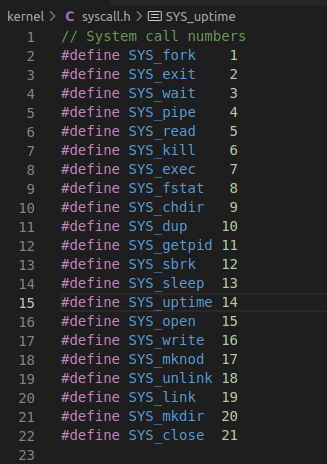 kernel > C syscall.h > SYS_uptime
1 // System call numbers
2 #define SYS_fork    1
3 #define SYS_exit    2
4 #define SYS_wait    3
5 #define SYS_pipe    4
6 #define SYS_read    5
7 #define SYS_kill    6
8 #define SYS_exec    7
9 #define SYS_fstat   8
10 #define SYS_chdir   9
11 #define SYS_dup    10
12 #define SYS_getpid 11
13 #define SYS_sbrk   12
14 #define SYS_sleep  13
15 #define SYS_uptime 14
16 #define SYS_open   15
17 #define SYS_write  16
18 #define SYS_mknod  17
19 #define SYS_unlink 18
20 #define SYS_link   19
21 #define SYS_mkdir  20
22 #define SYS_close  21
23